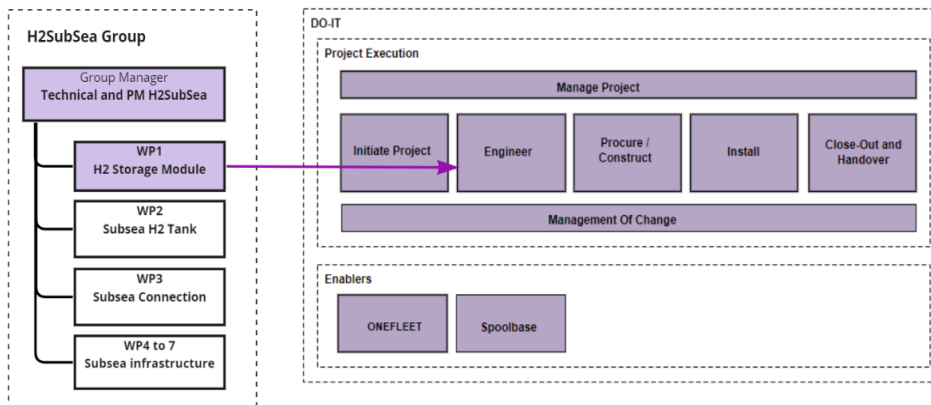 H2SubSea Group
Group Manager
Technical and PM H2SubSea
WP1
H2 Storage Module
WP2
Subsea H2 Tank
WP3
Subsea Connection
WP4 to 7
Subsea infrastructure
DO-IT
Project Execution
Manage Project
Initiate Project
Engineer
Procure /
Construct
Install
Close-Out and
Handover
Management Of Change
Enablers
ONEFLEET
Spoolbase